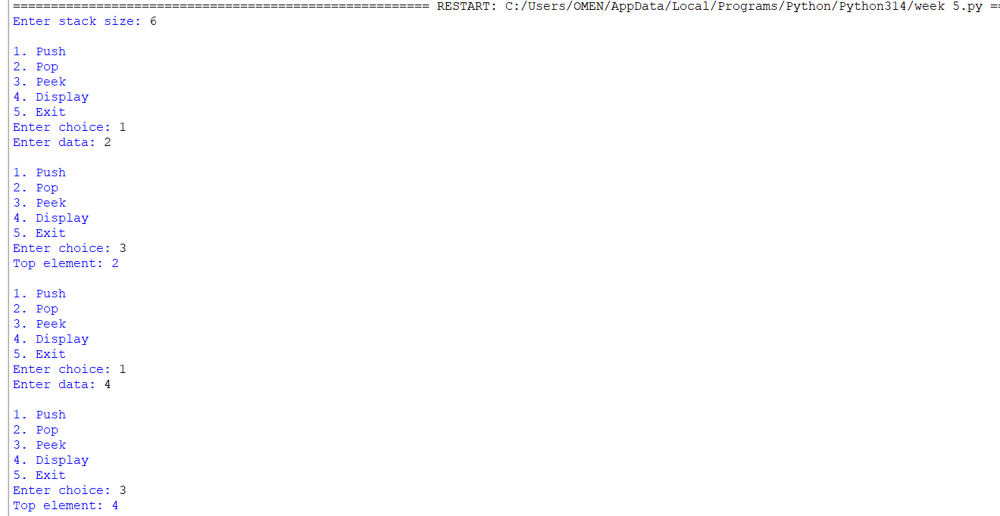 ======================================================= RESTART: C:/Users/OMEN/AppData/Local/Programs/Python/Python314/week 5.py ==
Enter stack size: 6

1. Push
2. Pop
3. Peek
4. Display
5. Exit
Enter choice: 1
Enter data: 2

1. Push
2. Pop
3. Peek
4. Display
5. Exit
Enter choice: 3
Top element: 2

1. Push
2. Pop
3. Peek
4. Display
5. Exit
Enter choice: 1
Enter data: 4

1. Push
2. Pop
3. Peek
4. Display
5. Exit
Enter choice: 3
Top element: 4